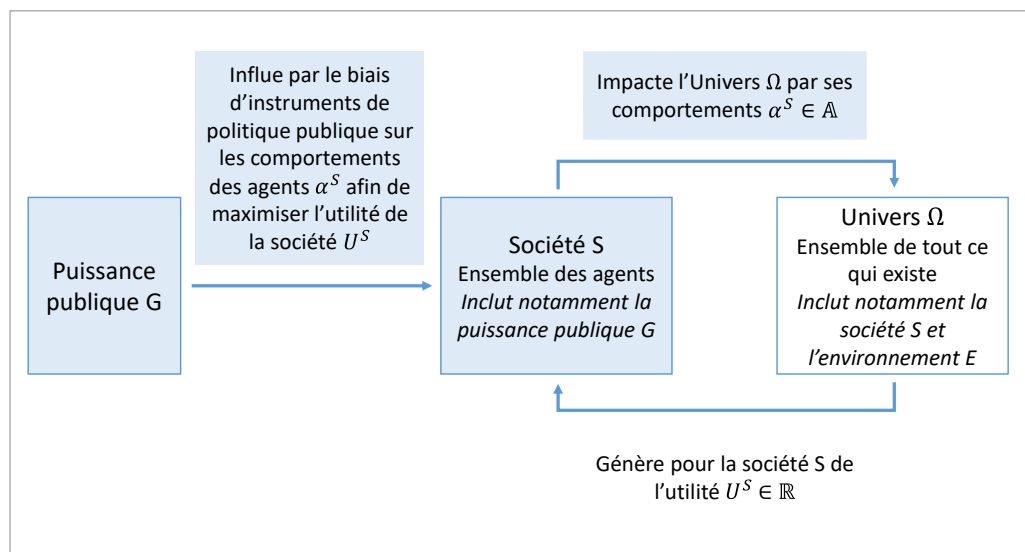 Influe par le biais
d’instruments de
politique publique sur
les comportements
des agents α^S afin de
maximiser l’utilité de
la société U^S
Impacte l’Univers Ω par ses
comportements α^S ∈ 𝔸
Puissance
publique G
Société S
Ensemble des agents
Inclut notamment la
puissance publique G
Univers Ω
Ensemble de tout ce
qui existe
Inclut notamment la
société S et
l’environnement E
Génère pour la société S de
l’utilité U^S ∈ ℝ